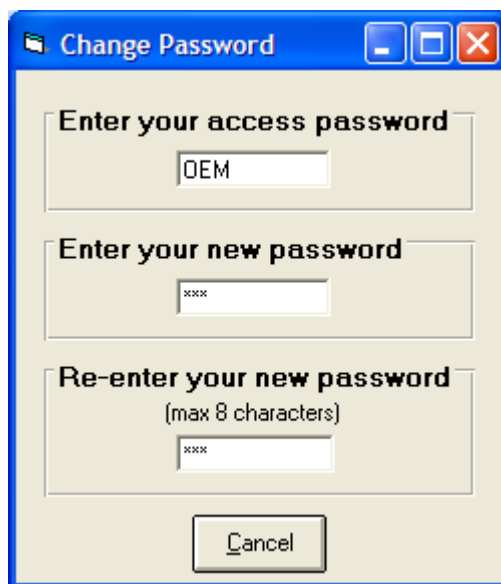 Change Password
Enter your access password
OEM
Enter your new password
***
Re-enter your new password
(max 8 characters)
***
Cancel